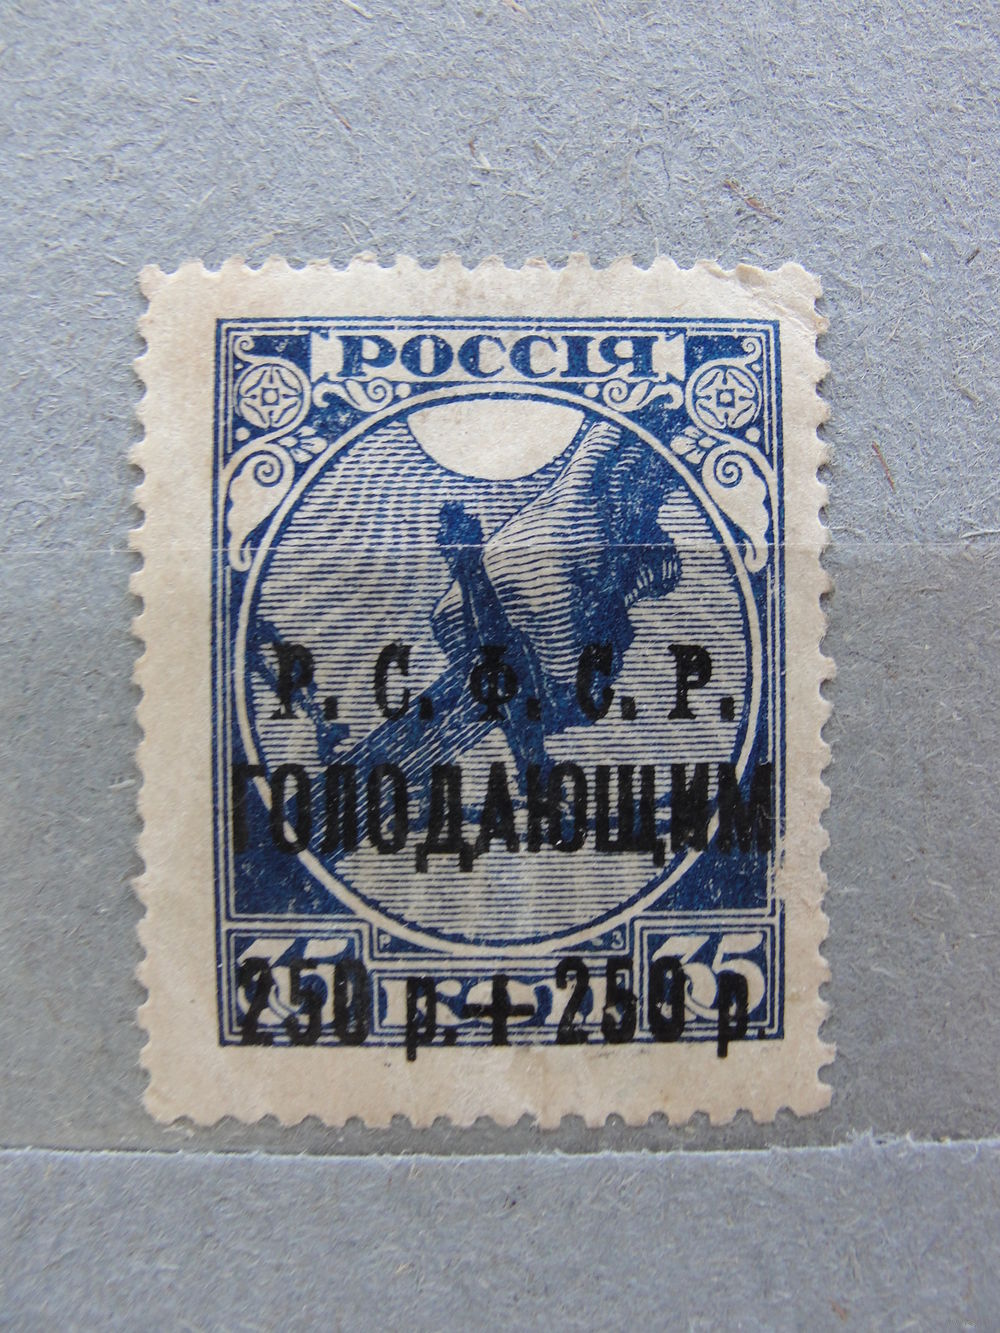 РОССІЯ
Р. С. Ф. С. Р.
ГОЛОДАЮЩИМ
35 35
250 р. + 250 р.